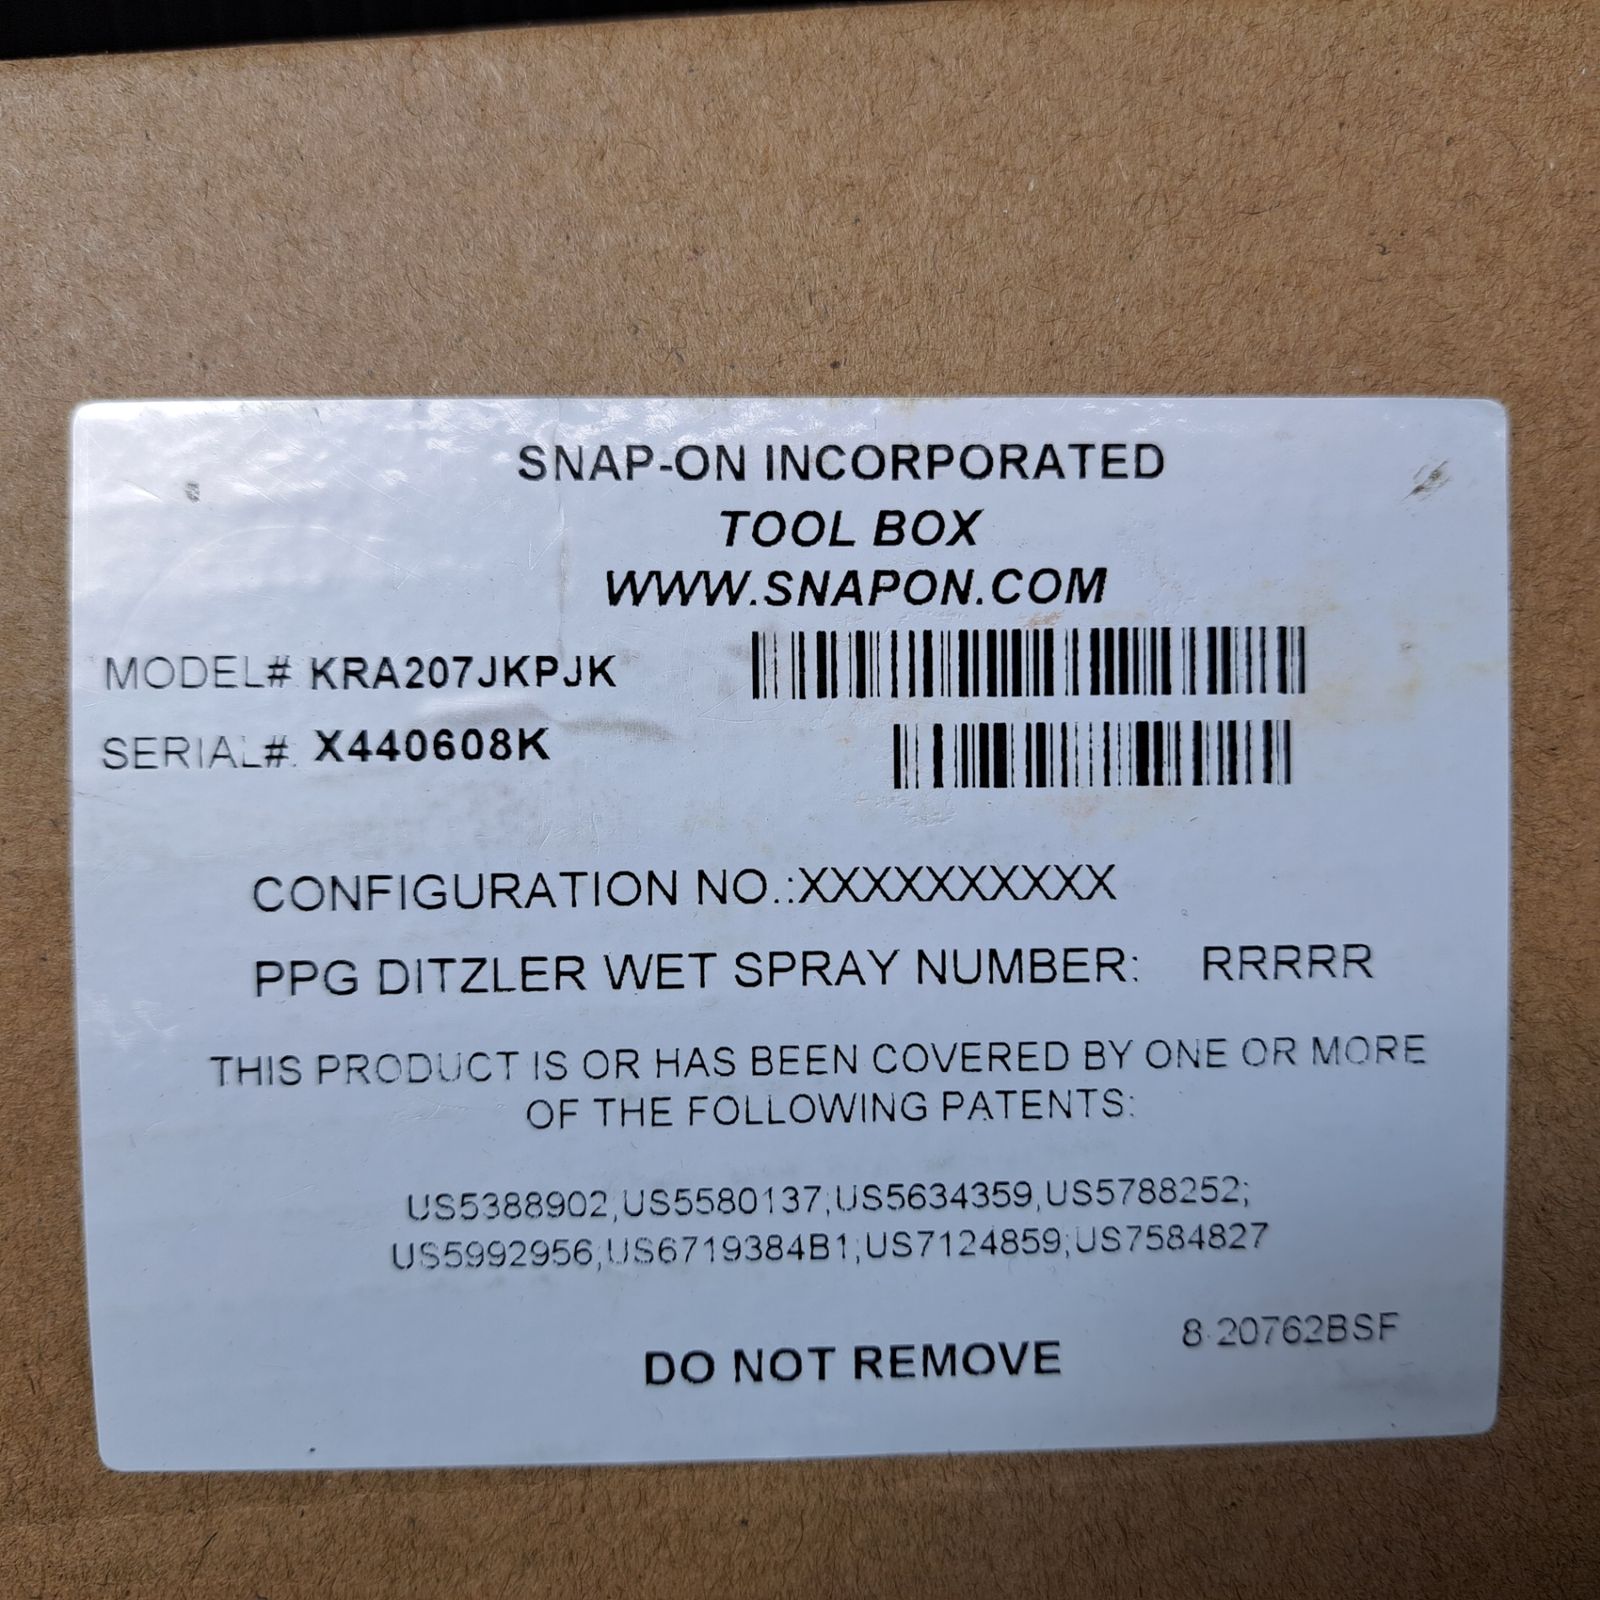 SNAP-ON INCORPORATED
TOOL BOX
WWW.SNAPON.COM
MODEL# KRA207JKPJK
SERIAL#: X440608K
CONFIGURATION NO.:XXXXXXXXXX
PPG DITZLER WET SPRAY NUMBER: RRRRR
THIS PRODUCT IS OR HAS BEEN COVERED BY ONE OR MORE
OF THE FOLLOWING PATENTS:
US5388902;US5580137;US5634359;US5788252;
US5992956;US6719384B1;US7124859;US7584827
8-20762BSF
DO NOT REMOVE